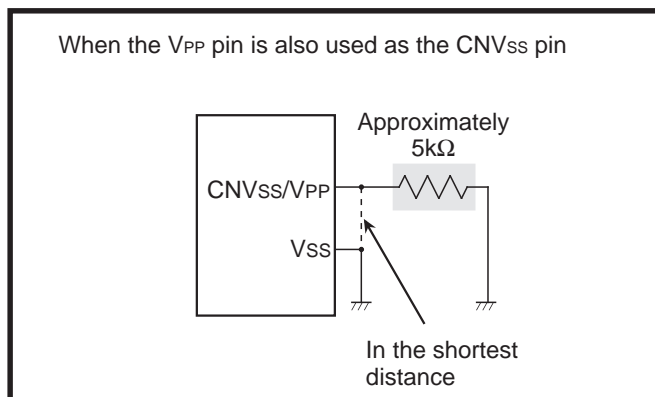 When the VPP pin is also used as the CNVSS pin
Approximately
5kΩ
CNVSS/VPP
VSS
In the shortest
distance